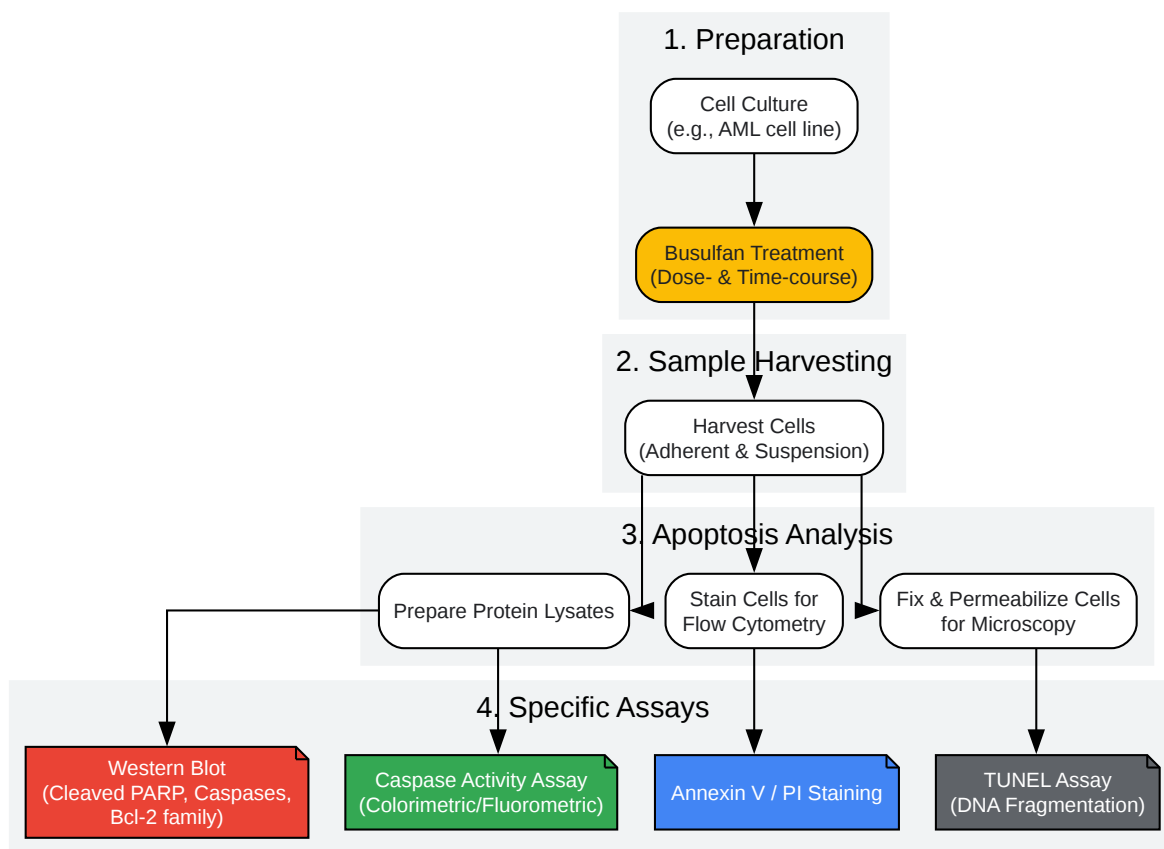 1. Preparation
Cell Culture
(e.g., AML cell line)
Busulfan Treatment
(Dose- & Time-course)
2. Sample Harvesting
Harvest Cells
(Adherent & Suspension)
3. Apoptosis Analysis
Prepare Protein Lysates
Stain Cells for
Flow Cytometry
Fix & Permeabilize Cells
for Microscopy
4. Specific Assays
Western Blot
(Cleaved PARP, Caspases,
Bcl-2 family)
Caspase Activity Assay
(Colorimetric/Fluorometric)
Annexin V / PI Staining
TUNEL Assay
(DNA Fragmentation)